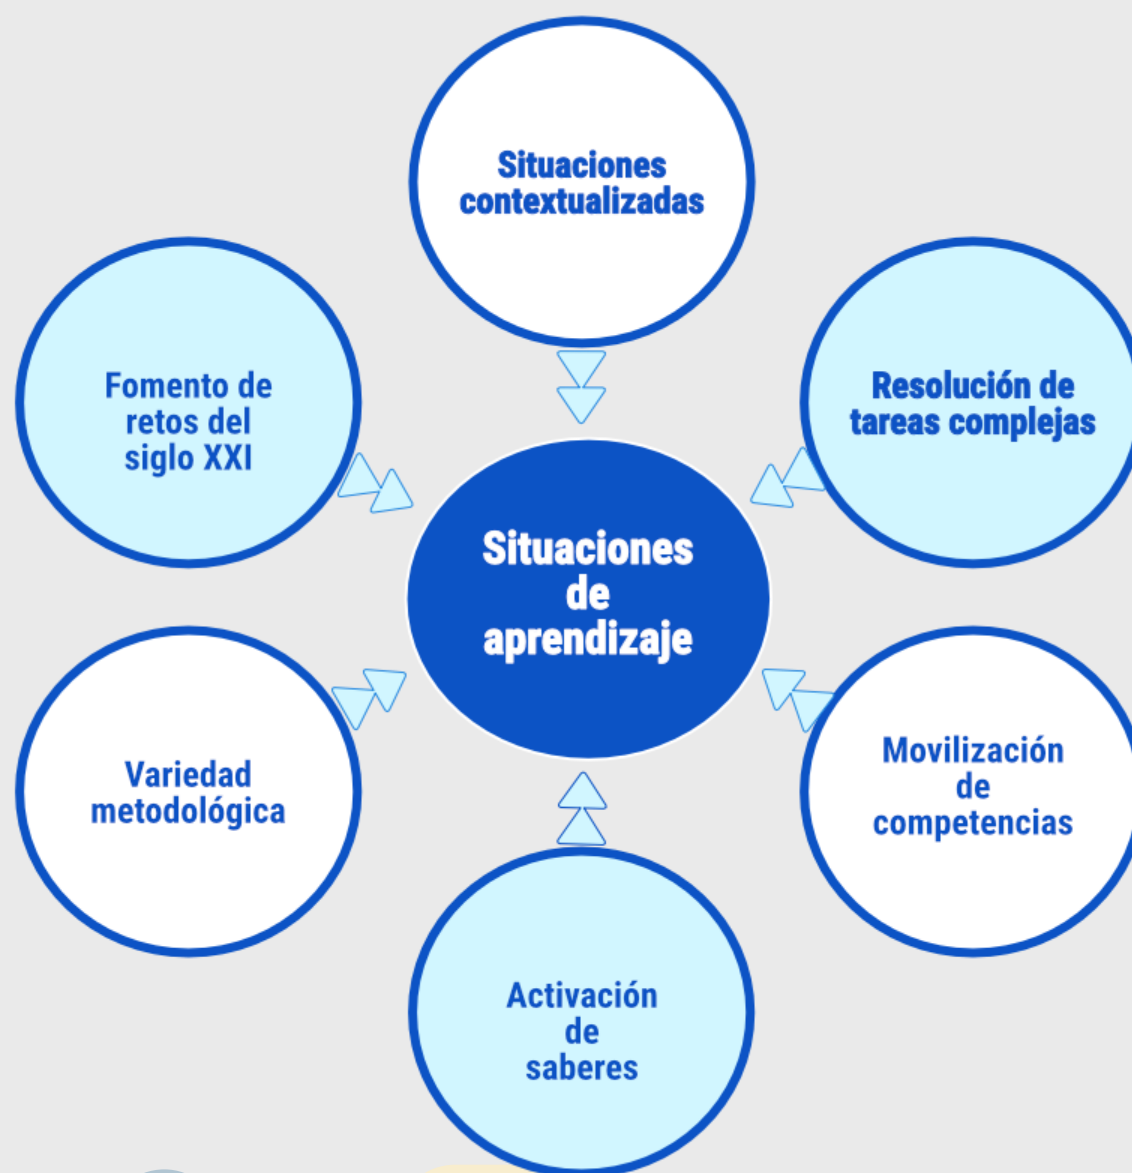 Situaciones
contextualizadas
Fomento de
retos del
siglo XXI
Resolución de
tareas complejas
Situaciones
de
aprendizaje
Variedad
metodológica
Movilización
de
competencias
Activación
de
saberes